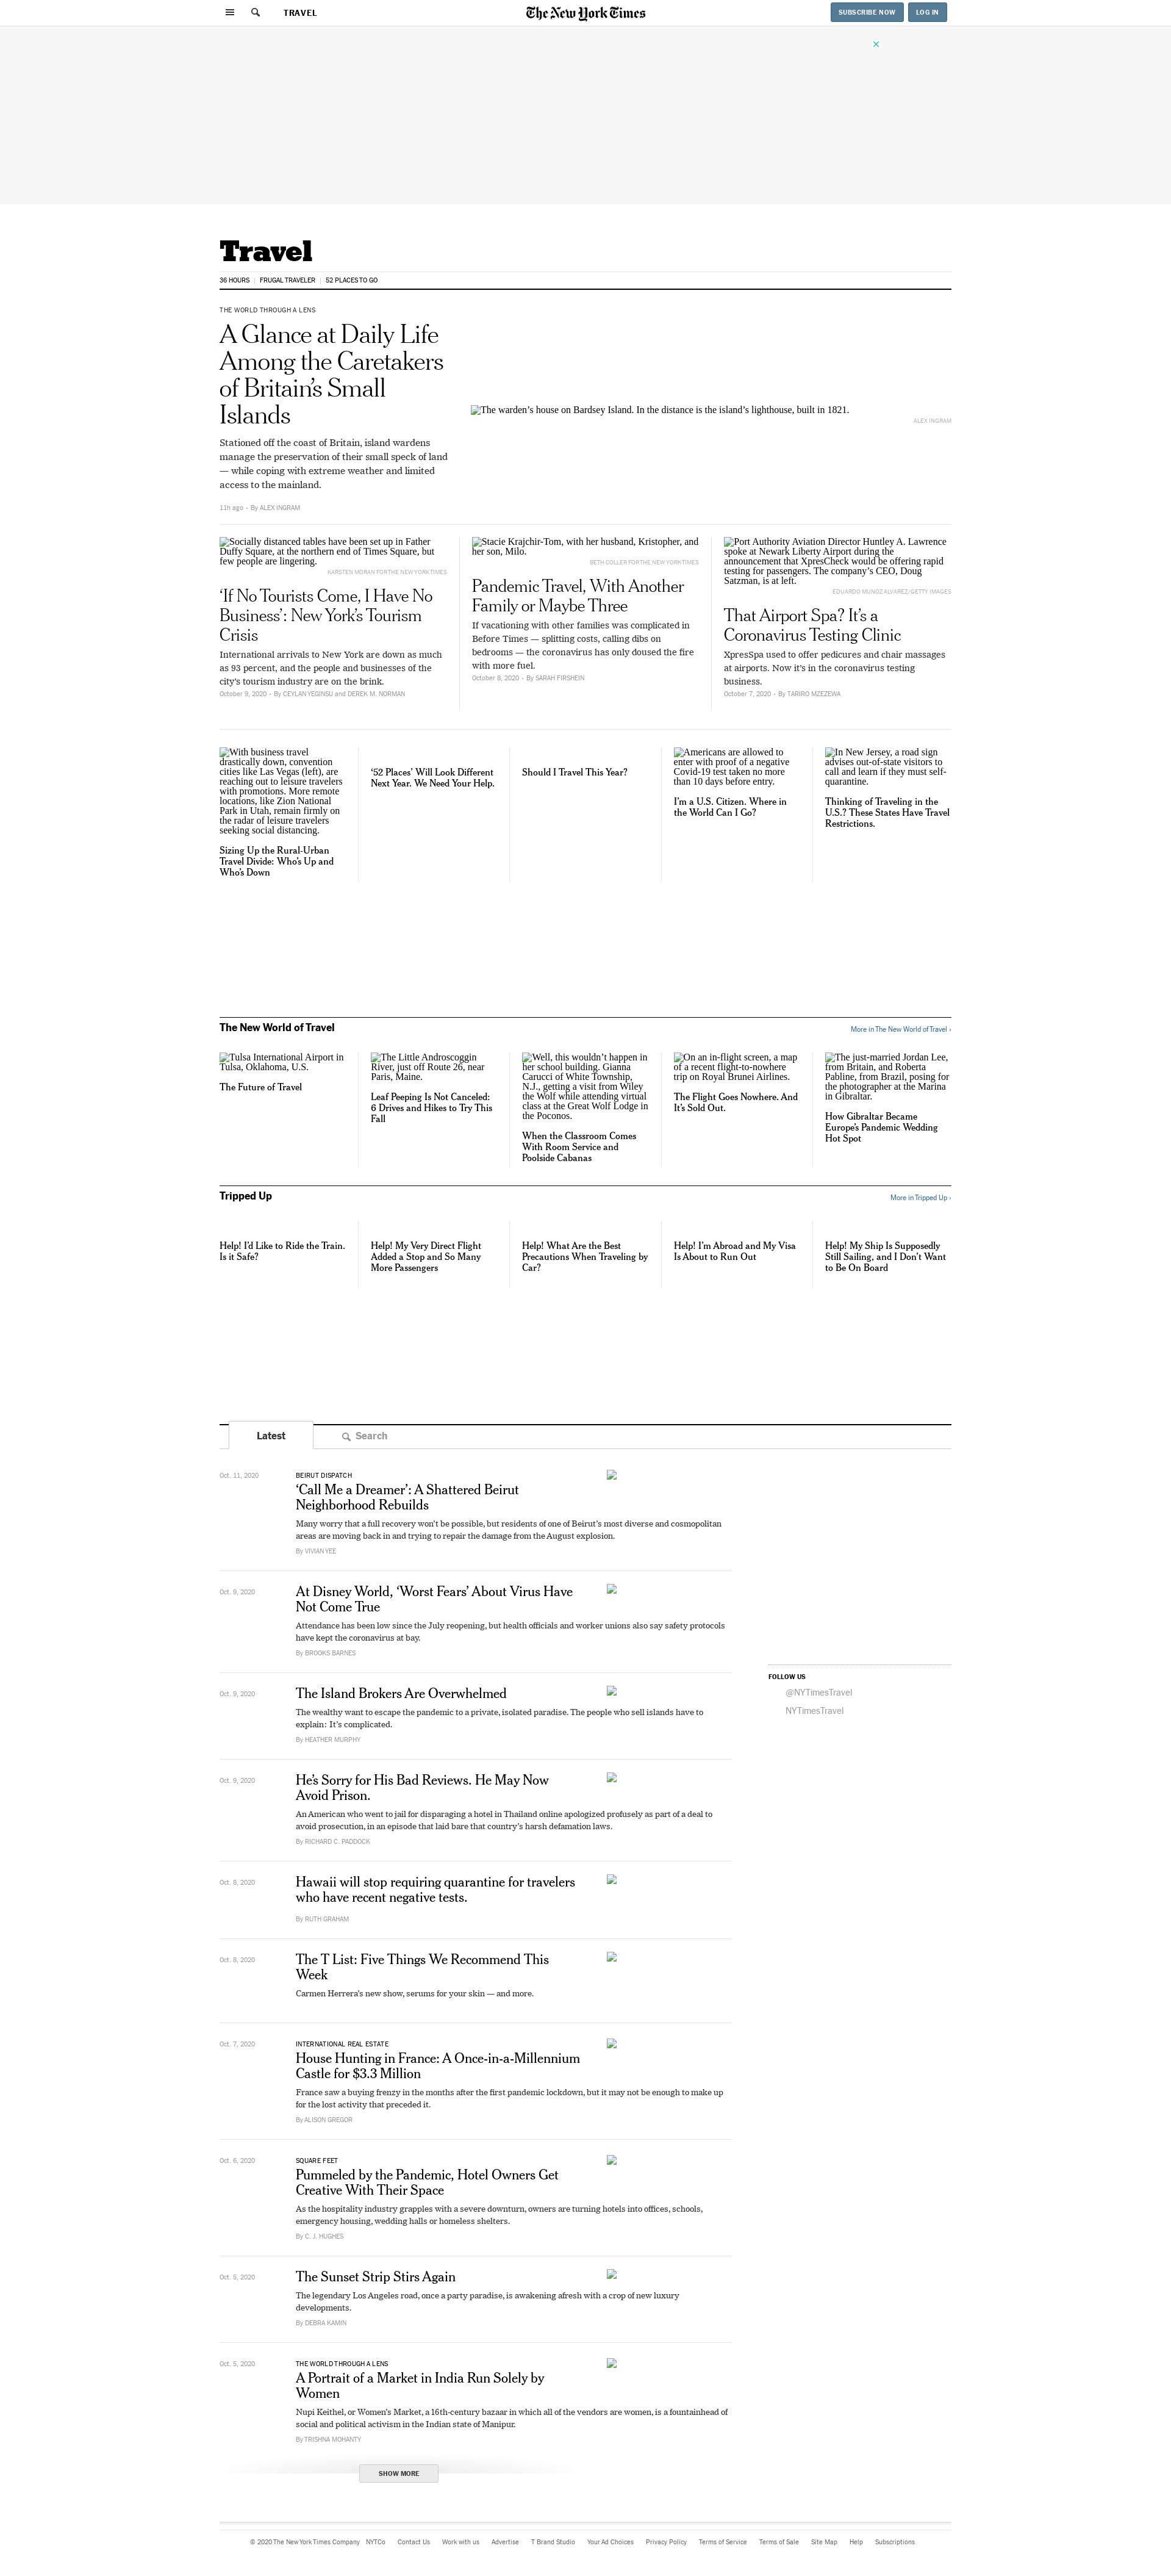 TRAVEL
The New York Times
SUBSCRIBE NOW
LOG IN
Travel
36 HOURS
FRUGAL TRAVELER
52 PLACES TO GO
THE WORLD THROUGH A LENS
A Glance at Daily Life
Among the Caretakers
of Britain’s Small
Islands
Stationed off the coast of Britain, island wardens
manage the preservation of their small speck of land
— while coping with extreme weather and limited
access to the mainland.
11h ago • By ALEX INGRAM
The warden’s house on Bardsey Island. In the distance is the island’s lighthouse, built in 1821.
ALEX INGRAM
Socially distanced tables have been set up in Father
Duffy Square, at the northern end of Times Square, but
few people are lingering.
KARSTEN MORAN FOR THE NEW YORK TIMES
‘If No Tourists Come, I Have No
Business’: New York’s Tourism
Crisis
International arrivals to New York are down as much
as 93 percent, and the people and businesses of the
city’s tourism industry are on the brink.
October 9, 2020 • By CEYLAN YEGINSU and DEREK M. NORMAN
Stacie Krajchir-Tom, with her husband, Kristopher, and
her son, Milo.
BETH COLLER FOR THE NEW YORK TIMES
Pandemic Travel, With Another
Family or Maybe Three
If vacationing with other families was complicated in
Before Times — splitting costs, calling dibs on
bedrooms — the coronavirus has only doused the fire
with more fuel.
October 8, 2020 • By SARAH FIRSHEIN
Port Authority Aviation Director Huntley A. Lawrence
spoke at Newark Liberty Airport during the
announcement that XpresCheck would be offering rapid
testing for passengers. The company’s CEO, Doug
Satzman, is at left.
EDUARDO MUNOZ ALVAREZ/GETTY IMAGES
That Airport Spa? It’s a
Coronavirus Testing Clinic
XpresSpa used to offer pedicures and chair massages
at airports. Now it’s in the coronavirus testing
business.
October 7, 2020 • By TARIRO MZEZEWA
With business travel
drastically down, convention
cities like Las Vegas (left), are
reaching out to leisure travelers
with promotions. More remote
locations, like Zion National
Park in Utah, remain firmly on
the radar of leisure travelers
seeking social distancing.
Sizing Up the Rural-Urban
Travel Divide: Who’s Up and
Who’s Down
‘52 Places’ Will Look Different
Next Year. We Need Your Help.
Should I Travel This Year?
Americans are allowed to
enter with proof of a negative
Covid-19 test taken no more
than 10 days before entry.
I’m a U.S. Citizen. Where in
the World Can I Go?
In New Jersey, a road sign
advises out-of-state visitors to
call and learn if they must self-
quarantine.
Thinking of Traveling in the
U.S.? These States Have Travel
Restrictions.
The New World of Travel
More in The New World of Travel ›
Tulsa International Airport in
Tulsa, Oklahoma, U.S.
The Future of Travel
The Little Androscoggin
River, just off Route 26, near
Paris, Maine.
Leaf Peeping Is Not Canceled:
6 Drives and Hikes to Try This
Fall
Well, this wouldn’t happen in
her school building. Gianna
Carucci of White Township,
N.J., getting a visit from Wiley
the Wolf while attending virtual
class at the Great Wolf Lodge in
the Poconos.
When the Classroom Comes
With Room Service and
Poolside Cabanas
On an in-flight screen, a map
of a recent flight-to-nowhere
trip on Royal Brunei Airlines.
The Flight Goes Nowhere. And
It’s Sold Out.
The just-married Jordan Lee,
from Britain, and Roberta
Pabline, from Brazil, posing for
the photographer at the Marina
in Gibraltar.
How Gibraltar Became
Europe’s Pandemic Wedding
Hot Spot
Tripped Up
More in Tripped Up ›
Help! I’d Like to Ride the Train.
Is it Safe?
Help! My Very Direct Flight
Added a Stop and So Many
More Passengers
Help! What Are the Best
Precautions When Traveling by
Car?
Help! I’m Abroad and My Visa
Is About to Run Out
Help! My Ship Is Supposedly
Still Sailing, and I Don’t Want
to Be On Board
Latest
Search
Oct. 11, 2020
BEIRUT DISPATCH
‘Call Me a Dreamer’: A Shattered Beirut
Neighborhood Rebuilds
Many worry that a full recovery won’t be possible, but residents of one of Beirut’s most diverse and cosmopolitan
areas are moving back in and trying to repair the damage from the August explosion.
By VIVIAN YEE
Oct. 9, 2020
At Disney World, ‘Worst Fears’ About Virus Have
Not Come True
Attendance has been low since the July reopening, but health officials and worker unions also say safety protocols
have kept the coronavirus at bay.
By BROOKS BARNES
Oct. 9, 2020
The Island Brokers Are Overwhelmed
The wealthy want to escape the pandemic to a private, isolated paradise. The people who sell islands have to
explain: It’s complicated.
By HEATHER MURPHY
Oct. 9, 2020
He’s Sorry for His Bad Reviews. He May Now
Avoid Prison.
An American who went to jail for disparaging a hotel in Thailand online apologized profusely as part of a deal to
avoid prosecution, in an episode that laid bare that country’s harsh defamation laws.
By RICHARD C. PADDOCK
Oct. 8, 2020
Hawaii will stop requiring quarantine for travelers
who have recent negative tests.
By RUTH GRAHAM
Oct. 8, 2020
The T List: Five Things We Recommend This
Week
Carmen Herrera’s new show, serums for your skin — and more.
Oct. 7, 2020
INTERNATIONAL REAL ESTATE
House Hunting in France: A Once-in-a-Millennium
Castle for $3.3 Million
France saw a buying frenzy in the months after the first pandemic lockdown, but it may not be enough to make up
for the lost activity that preceded it.
By ALISON GREGOR
Oct. 6, 2020
SQUARE FEET
Pummeled by the Pandemic, Hotel Owners Get
Creative With Their Space
As the hospitality industry grapples with a severe downturn, owners are turning hotels into offices, schools,
emergency housing, wedding halls or homeless shelters.
By C. J. HUGHES
Oct. 5, 2020
The Sunset Strip Stirs Again
The legendary Los Angeles road, once a party paradise, is awakening afresh with a crop of new luxury
developments.
By DEBRA KAMIN
Oct. 5, 2020
THE WORLD THROUGH A LENS
A Portrait of a Market in India Run Solely by
Women
Nupi Keithel, or Women’s Market, a 16th-century bazaar in which all of the vendors are women, is a fountainhead of
social and political activism in the Indian state of Manipur.
By TRISHNA MOHANTY
SHOW MORE
FOLLOW US
@NYTimesTravel
NYTimesTravel
© 2020 The New York Times Company NYTCo Contact Us Work with us Advertise T Brand Studio Your Ad Choices Privacy Policy Terms of Service Terms of Sale Site Map Help Subscriptions